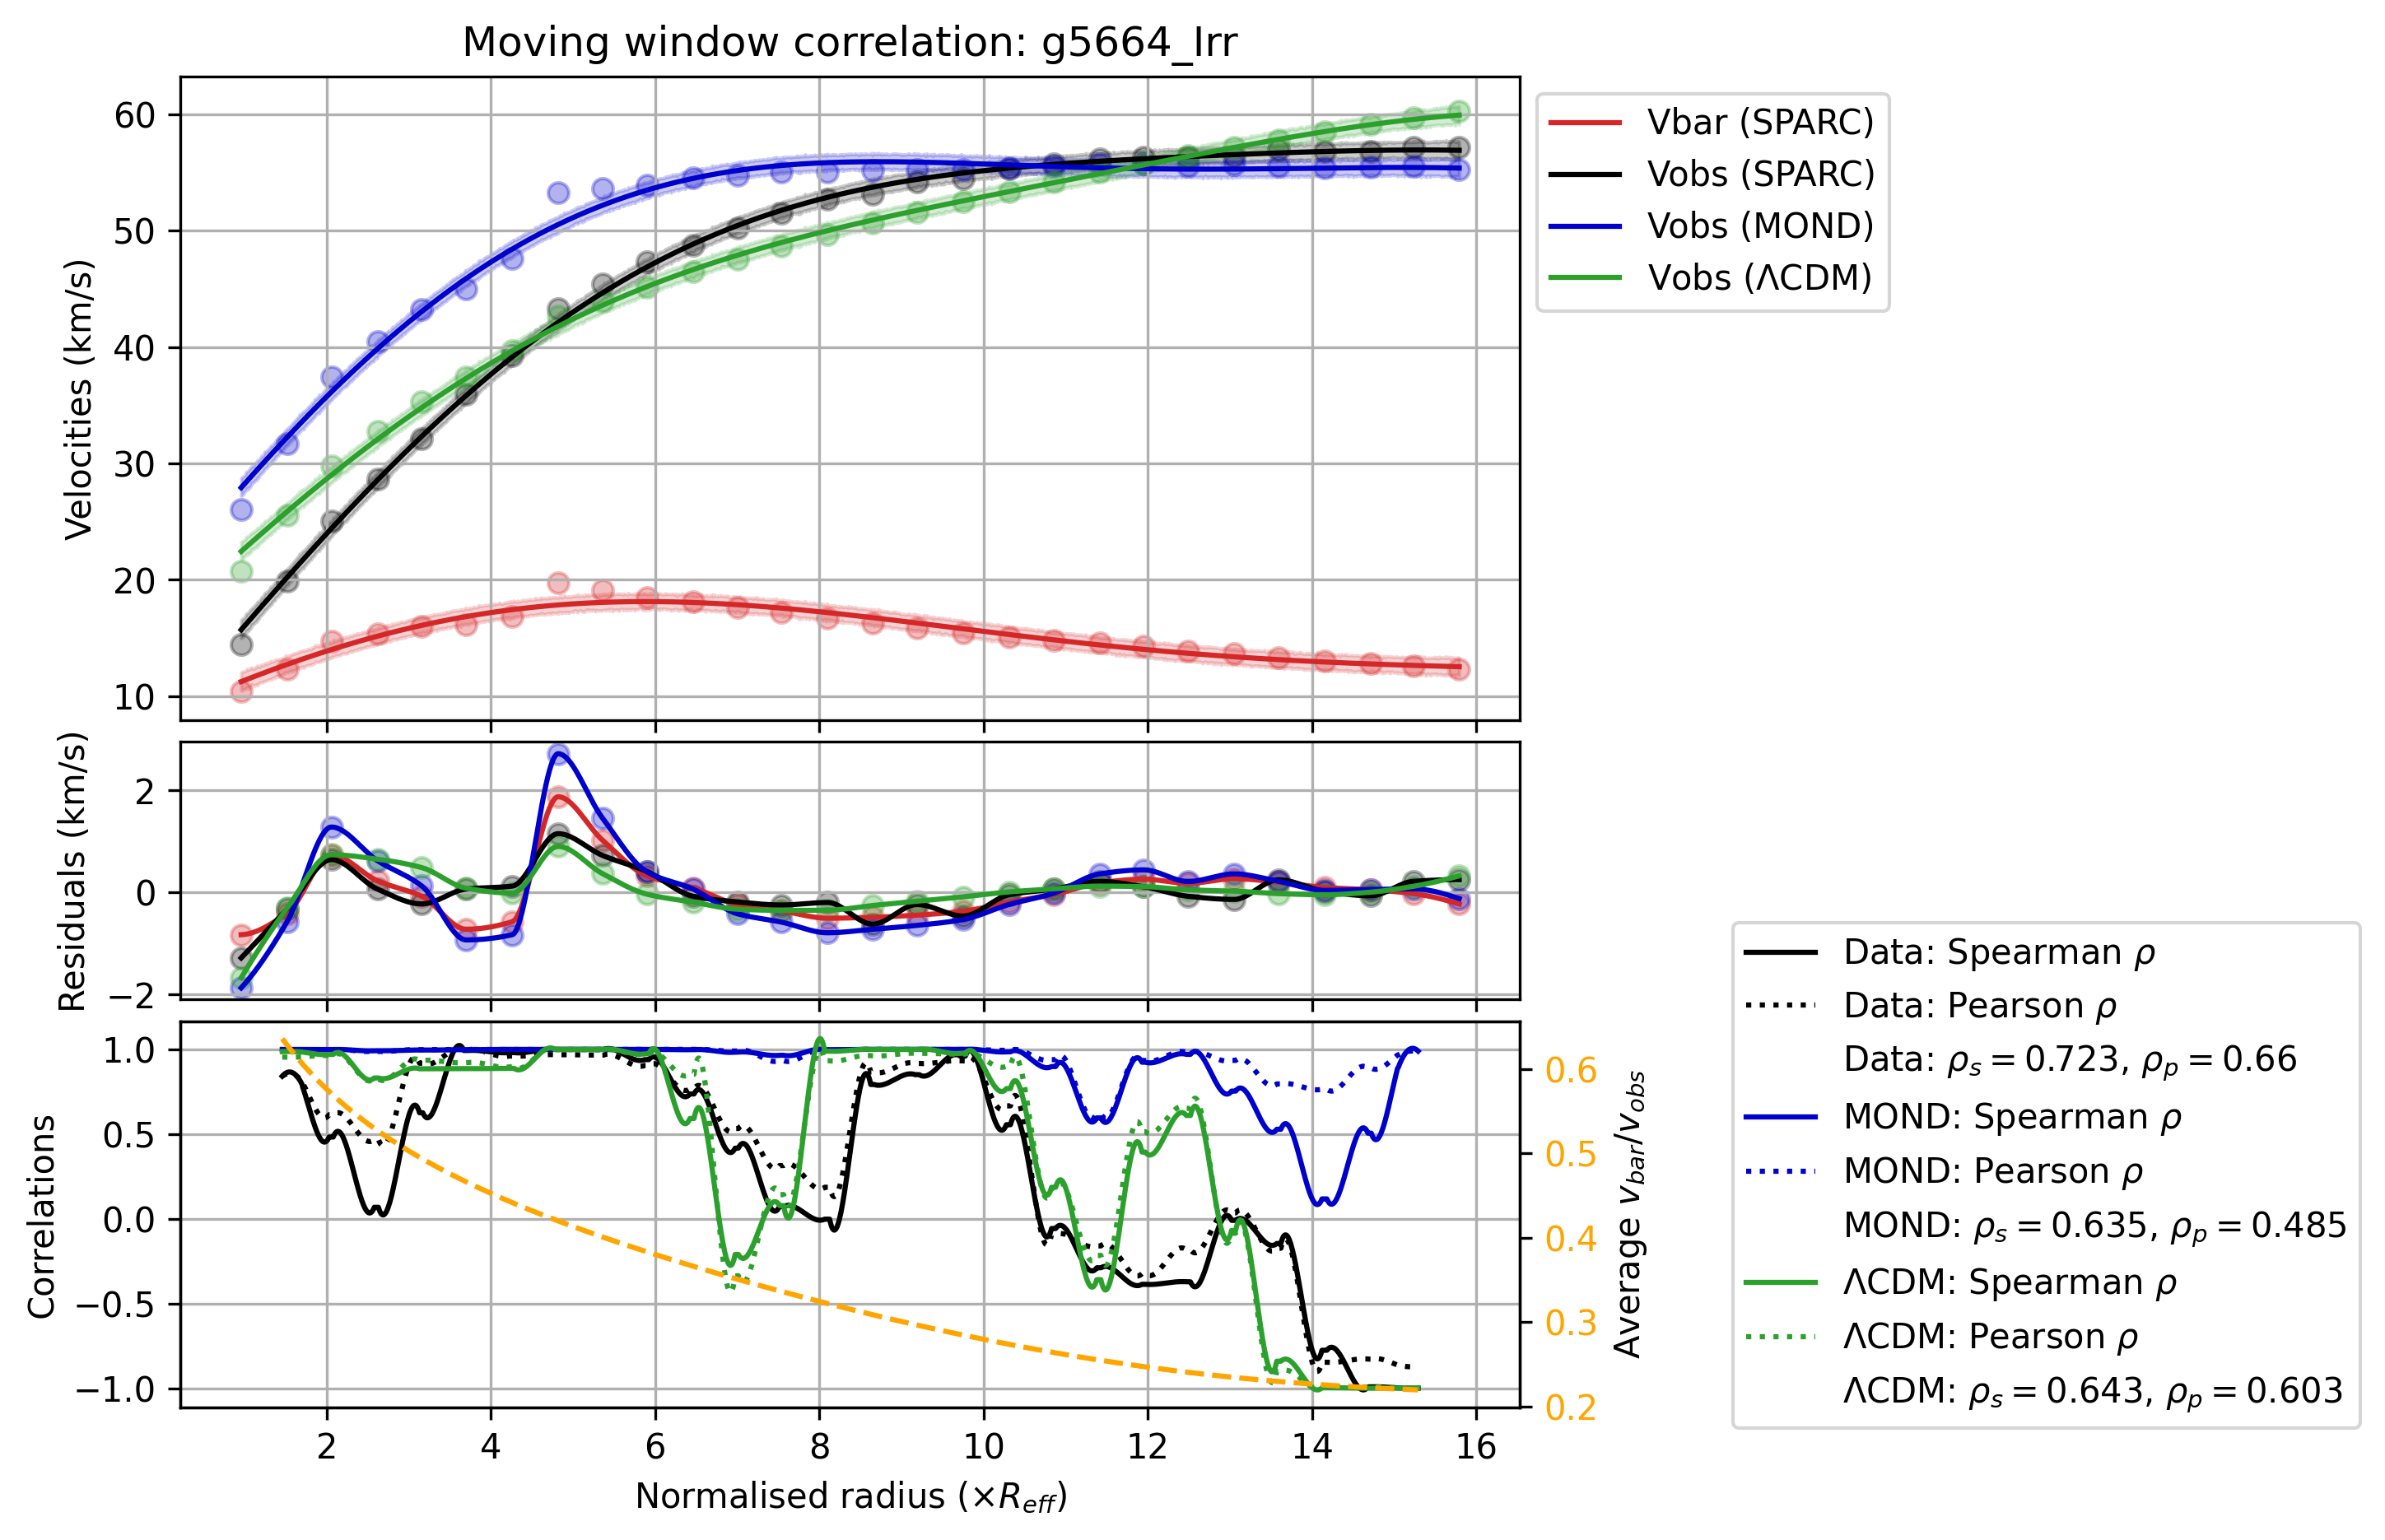 Moving window correlation: g5664_Irr
60
50
40
30
20
10
Velocities (km/s)
Vbar (SPARC)
Vobs (SPARC)
Vobs (MOND)
Vobs (ΛCDM)
2
0
−2
Residuals (km/s)
1.0
0.5
0.0
−0.5
−1.0
Correlations
0.6
0.5
0.4
0.3
0.2
Average v_bar/v_obs
2 4 6 8 10 12 14 16
Normalised radius (×R_eff)
Data: Spearman ρ
Data: Pearson ρ
Data: ρ_s = 0.723, ρ_p = 0.66
MOND: Spearman ρ
MOND: Pearson ρ
MOND: ρ_s = 0.635, ρ_p = 0.485
ΛCDM: Spearman ρ
ΛCDM: Pearson ρ
ΛCDM: ρ_s = 0.643, ρ_p = 0.603